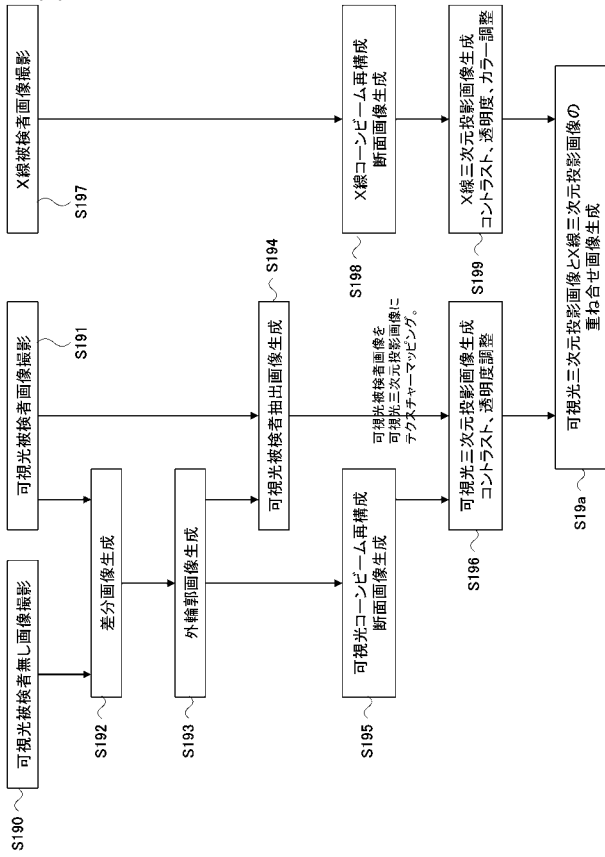 S190
可視光被検者無し画像撮影
可視光被検者画像撮影
S191
X線被検者画像撮影
S197
差分画像生成
S192
外輪郭画像生成
S193
可視光被検者抽出画像生成
S194
可視光コーンビーム再構成
断面画像生成
S195
可視光被検者画像を
可視光三次元投影画像に
テクスチャーマッピング。
X線コーンビーム再構成
断面画像生成
S198
可視光三次元投影画像生成
コントラスト、透明度調整
S196
X線三次元投影画像生成
コントラスト、透明度、カラー調整
S199
可視光三次元投影画像とX線三次元投影画像の
重ね合せ画像生成
S19a